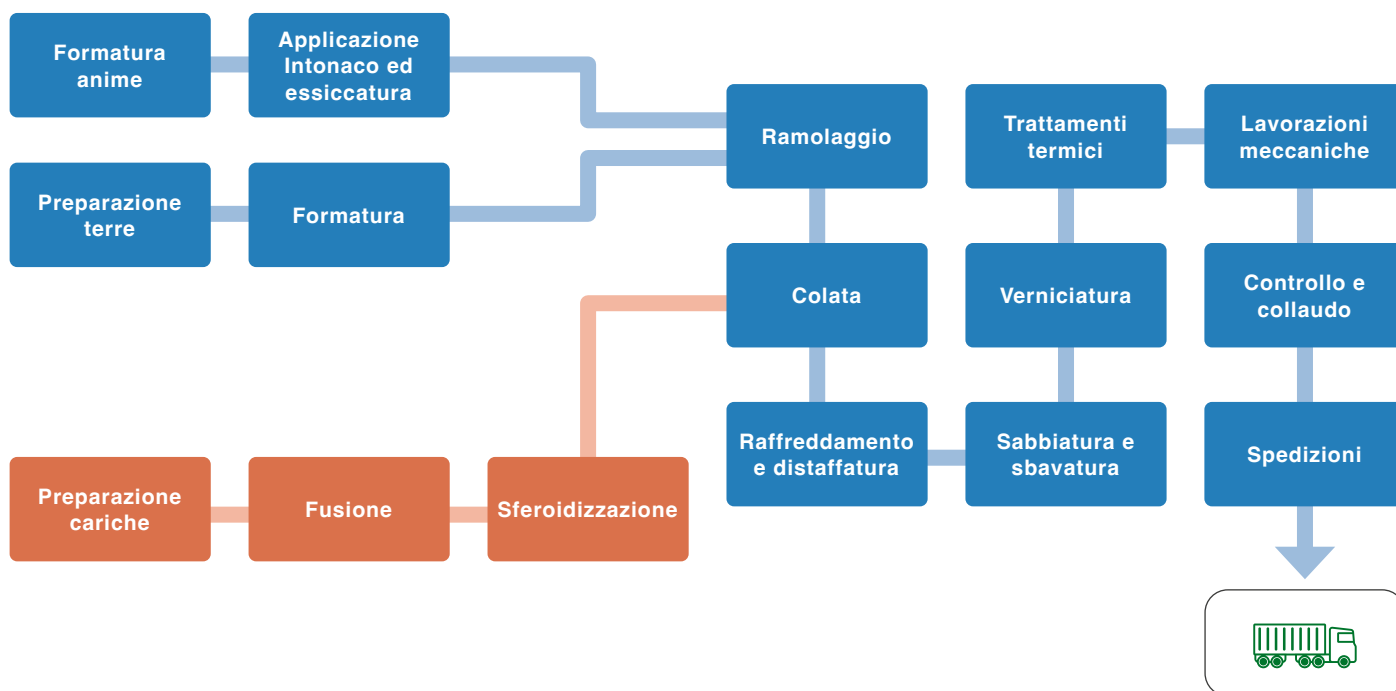 Formatura
anime
Applicazione
Intonaco ed
essiccatura
Preparazione
terre
Formatura
Preparazione
cariche
Fusione
Sferoidizzazione
Ramolaggio
Colata
Raffreddamento
e distaffatura
Sabbiatura e
sbavatura
Verniciatura
Trattamenti
termici
Lavorazioni
meccaniche
Controllo e
collaudo
Spedizioni